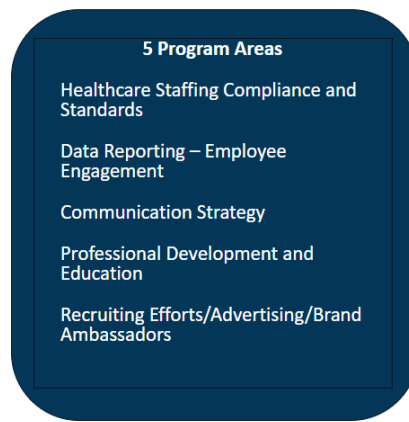 5 Program Areas
Healthcare Staffing Compliance and
Standards
Data Reporting – Employee
Engagement
Communication Strategy
Professional Development and
Education
Recruiting Efforts/Advertising/Brand
Ambassadors